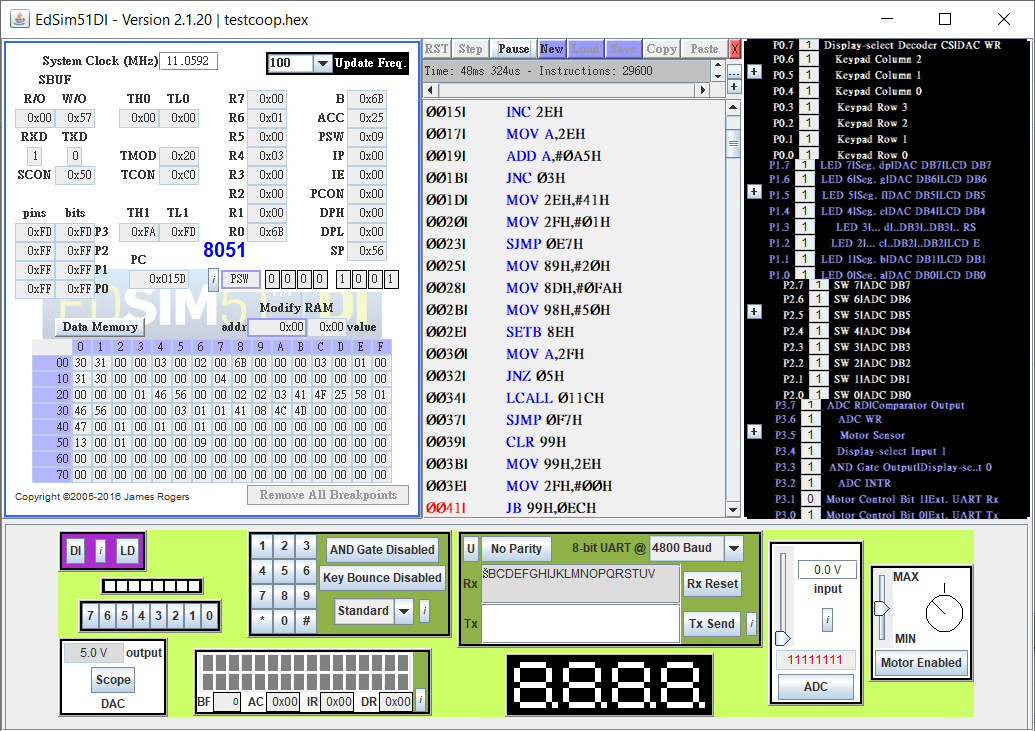 EdSim51DI - Version 2.1.20 | testcoop.hex
System Clock (MHz) 11.0592 100 Update Freq.
SBUF
R/O W/O TH0 TL0 R7 0x00 B 0x6B
0x00 0x57 0x00 0x00 R6 0x01 ACC 0x25
RXD TXD R5 0x00 PSW 0x09
1 0 TMOD 0x20 R4 0x03 IP 0x00
SCON 0x50 TCON 0xC0 R3 0x00 IE 0x00
R2 0x00 PCON 0x00
pins bits TH1 TL1 R1 0x00 DPH 0x00
0xFD 0xFD P3 0xFA 0xFD R0 0x6B DPL 0x00
0xFF 0xFF P2 8051 SP 0x56
0xFF 0xFF P1 PC
0xFF 0xFF P0 0x015D i PSW 0 0 0 0 1 0 0 1
EDSIM51DI
Modify RAM
Data Memory addr 0x00 0x00 value
0 1 2 3 4 5 6 7 8 9 A B C D E F
00 30 31 00 00 03 00 02 00 6B 00 00 00 03 00 01 00
10 31 30 00 00 00 00 00 04 00 00 00 00 00 00 00 00
20 00 00 00 01 46 56 00 00 02 02 03 41 4F 25 58 01
30 46 56 00 00 00 03 01 01 41 08 4C 4D 00 00 00 00
40 47 00 01 00 01 00 01 00 00 00 00 00 00 00 00 00
50 13 00 01 00 00 00 09 00 00 00 00 00 00 00 00 00
60 00 00 00 00 00 00 00 00 00 00 00 00 00 00 00 00
70 00 00 00 00 00 00 00 00 00 00 00 00 00 00 00 00
Copyright ©2005-2016 James Rogers Remove All Breakpoints
RST Step Pause New Load Save Copy Paste X
Time: 48ms 324us - Instructions: 29600
...
+
0015| INC 2EH
0017| MOV A,2EH
0019| ADD A,#0A5H
001B| JNC 03H
001D| MOV 2EH,#41H
0020| MOV 2FH,#01H
0023| SJMP 0E7H
0025| MOV 89H,#20H
0028| MOV 8DH,#0FAH
002B| MOV 98H,#50H
002E| SETB 8EH
0030| MOV A,2FH
0032| JNZ 05H
0034| LCALL 011CH
0037| SJMP 0F7H
0039| CLR 99H
003B| MOV 99H,2EH
003E| MOV 2FH,#00H
0041| JB 99H,0ECH
P0.7 1 Display-select Decoder CS|DAC WR
P0.6 1 Keypad Column 2
+ P0.5 1 Keypad Column 1
P0.4 1 Keypad Column 0
P0.3 1 Keypad Row 3
P0.2 1 Keypad Row 2
P0.1 1 Keypad Row 1
P0.0 1 Keypad Row 0
P1.7 1 LED 7|Seg. dp|DAC DB7|LCD DB7
P1.6 1 LED 6|Seg. g|DAC DB6|LCD DB6
+ P1.5 1 LED 5|Seg. f|DAC DB5|LCD DB5
P1.4 1 LED 4|Seg. e|DAC DB4|LCD DB4
P1.3 1 LED 3|... d|..DB3|..DB3|.. RS
P1.2 1 LED 2|... c|..DB2|..DB2|LCD E
P1.1 1 LED 1|Seg. b|DAC DB1|LCD DB1
P1.0 1 LED 0|Seg. a|DAC DB0|LCD DB0
P2.7 1 SW 7|ADC DB7
P2.6 1 SW 6|ADC DB6
+ P2.5 1 SW 5|ADC DB5
P2.4 1 SW 4|ADC DB4
P2.3 1 SW 3|ADC DB3
P2.2 1 SW 2|ADC DB2
P2.1 1 SW 1|ADC DB1
P2.0 1 SW 0|ADC DB0
P3.7 1 ADC RD|Comparator Output
P3.6 1 ADC WR
+ P3.5 1 Motor Sensor
P3.4 1 Display-select Input 1
P3.3 1 AND Gate Output|Display-se..t 0
P3.2 1 ADC INTR
P3.1 0 Motor Control Bit 1|Ext. UART Rx
P3.0 1 Motor Control Bit 0|Ext. UART Tx
DI i LD
7 6 5 4 3 2 1 0
5.0 V output
Scope
DAC
1 2 3 AND Gate Disabled
4 5 6 Key Bounce Disabled
7 8 9 Standard i
* 0 #
BF 0 AC 0x00 IR 0x00 DR 0x00 i
U No Parity 8-bit UART @ 4800 Baud
Rx ŠBCDEFGHIJKLMNOPQRSTUV Rx Reset
Tx Tx Send i
8.8.8.8.
0.0 V
input
i
11111111
ADC
MAX
MIN
Motor Enabled